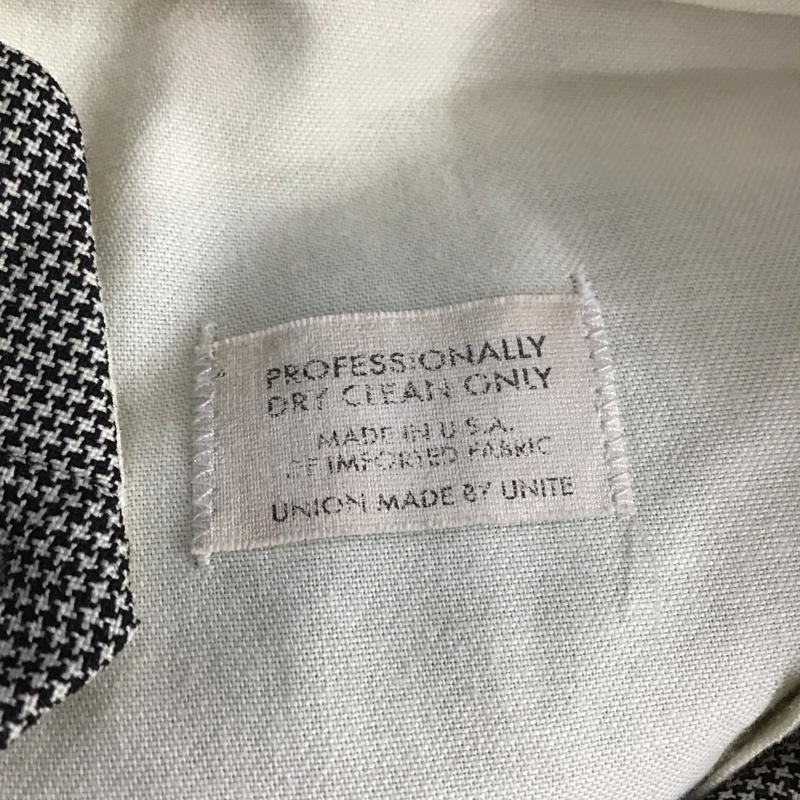 PROFESSIONALLY
DRY CLEAN ONLY
MADE IN U.S.A.
OF IMPORTED FABRIC
UNION MADE BY UNITE